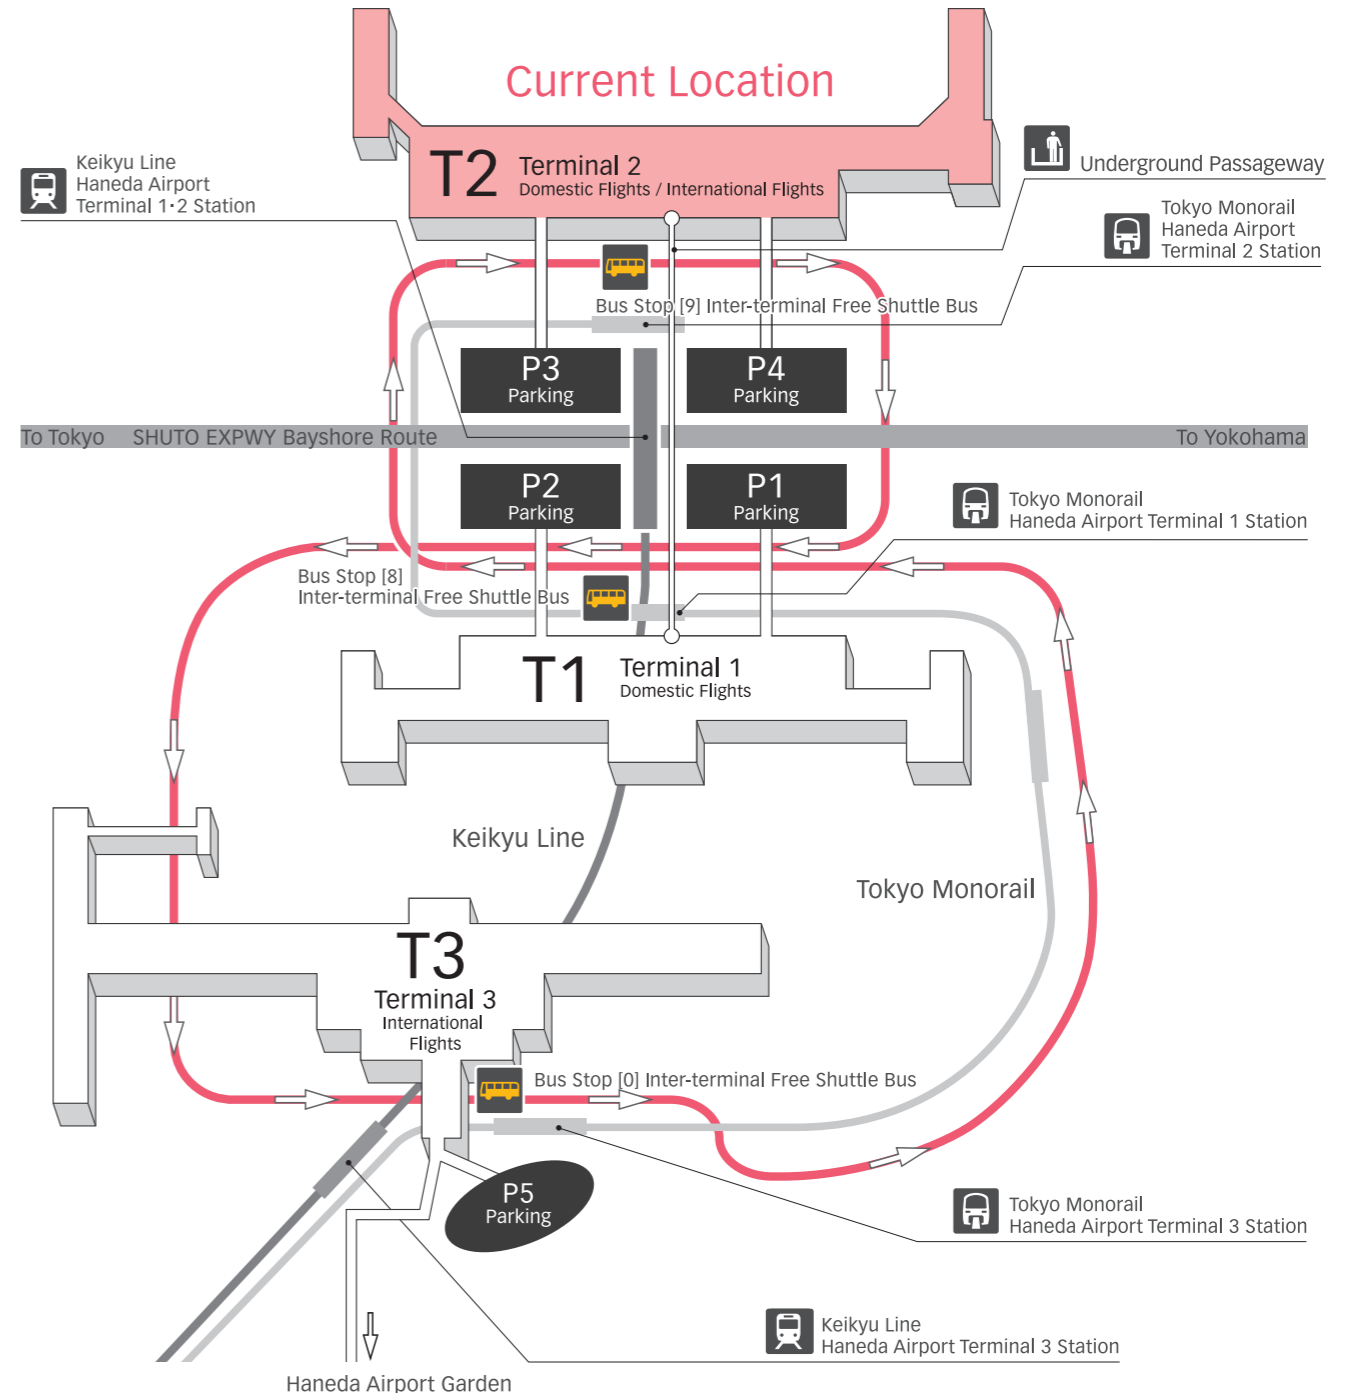 Current Location
T2
Terminal 2
Domestic Flights / International Flights
Keikyu Line
Haneda Airport
Terminal 1･2 Station
Underground Passageway
Tokyo Monorail
Haneda Airport
Terminal 2 Station
Bus Stop [9] Inter-terminal Free Shuttle Bus
P3
Parking
P4
Parking
To Tokyo
SHUTO EXPWY Bayshore Route
To Yokohama
P2
Parking
P1
Parking
Tokyo Monorail
Haneda Airport Terminal 1 Station
Bus Stop [8]
Inter-terminal Free Shuttle Bus
T1
Terminal 1
Domestic Flights
Keikyu Line
Tokyo Monorail
T3
Terminal 3
International
Flights
Bus Stop [0] Inter-terminal Free Shuttle Bus
P5
Parking
Tokyo Monorail
Haneda Airport Terminal 3 Station
Keikyu Line
Haneda Airport Terminal 3 Station
Haneda Airport Garden